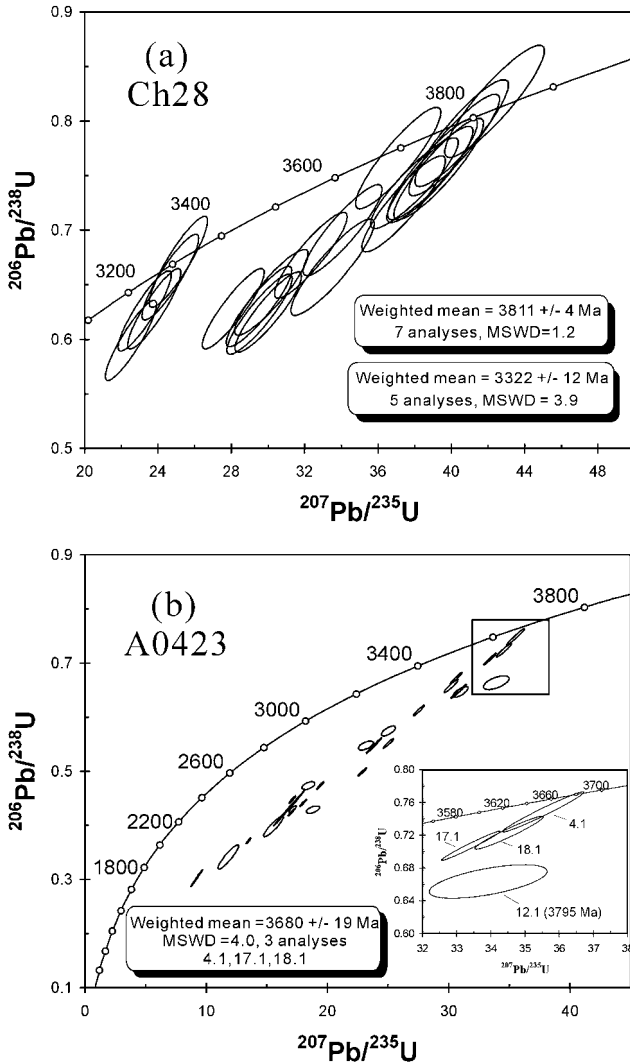 0.9
(a)
Ch28
3800
0.8
3600
0.7
3400
3200
0.6
0.5
206Pb/238U
Weighted mean = 3811 +/- 4 Ma
7 analyses, MSWD=1.2
Weighted mean = 3322 +/- 12 Ma
5 analyses, MSWD = 3.9
20 24 28 32 36 40 44 48
207Pb/235U
0.9
(b)
A0423
3800
3400
0.7
3000
2600
0.5
2200
1800
0.3
0.1
206Pb/238U
Weighted mean =3680 +/- 19 Ma
MSWD =4.0, 3 analyses
4.1,17.1,18.1
0.80
3700
3660
3620
3580
0.76
4.1
17.1
18.1
0.72
0.68
0.64
12.1 (3795 Ma)
0.60
206Pb/238U
32 33 34 35 36 37 38
207Pb/235U
0 10 20 30 40
207Pb/235U